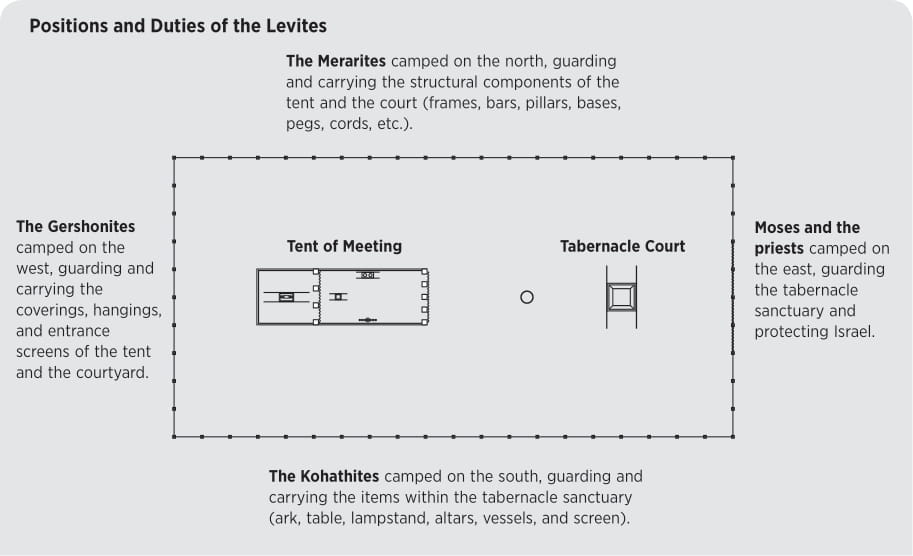 Positions and Duties of the Levites
The Merarites camped on the north, guarding
and carrying the structural components of the
tent and the court (frames, bars, pillars, bases,
pegs, cords, etc.).
The Gershonites
camped on the
west, guarding and
carrying the
coverings, hangings,
and entrance
screens of the tent
and the courtyard.
Tent of Meeting
Tabernacle Court
Moses and the
priests camped on
the east, guarding
the tabernacle
sanctuary and
protecting Israel.
The Kohathites camped on the south, guarding and
carrying the items within the tabernacle sanctuary
(ark, table, lampstand, altars, vessels, and screen).